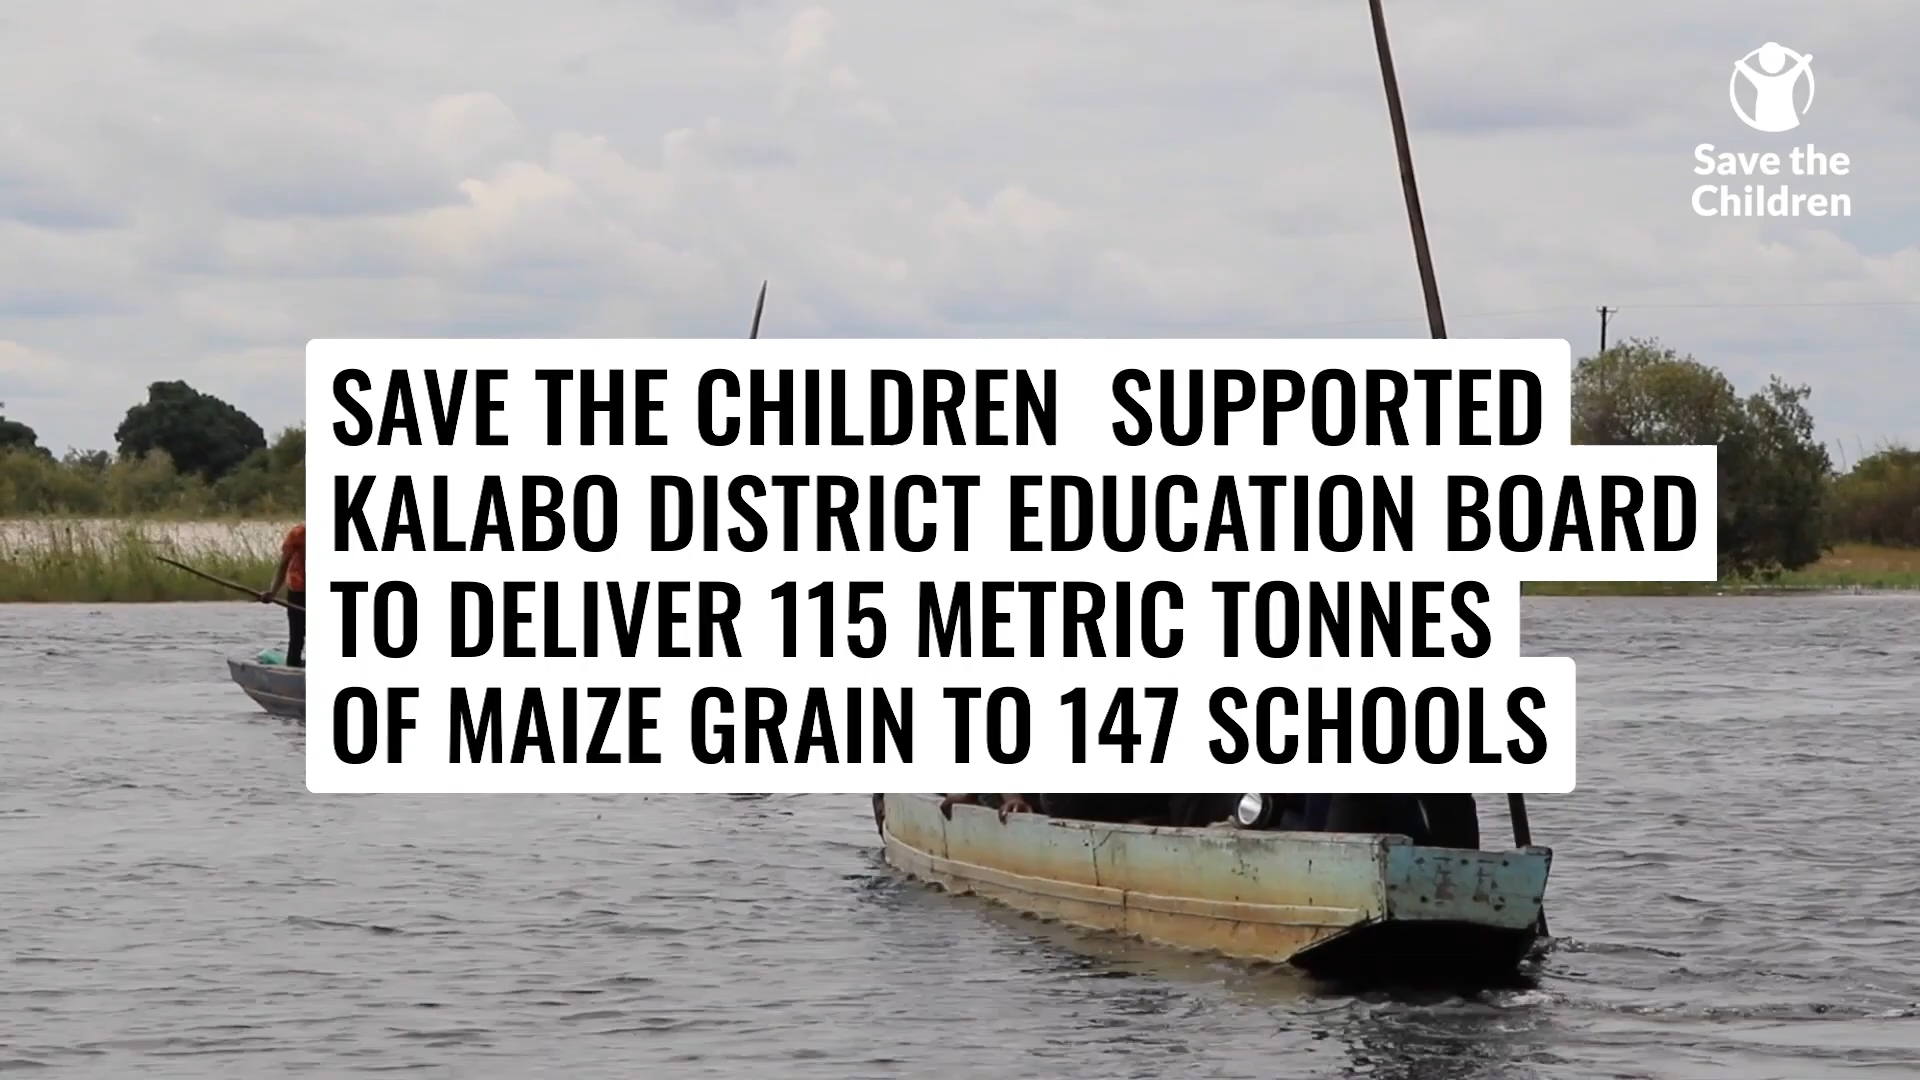 Save the
Children
SAVE THE CHILDREN  SUPPORTED
KALABO DISTRICT EDUCATION BOARD
TO DELIVER 115 METRIC TONNES
OF MAIZE GRAIN TO 147 SCHOOLS